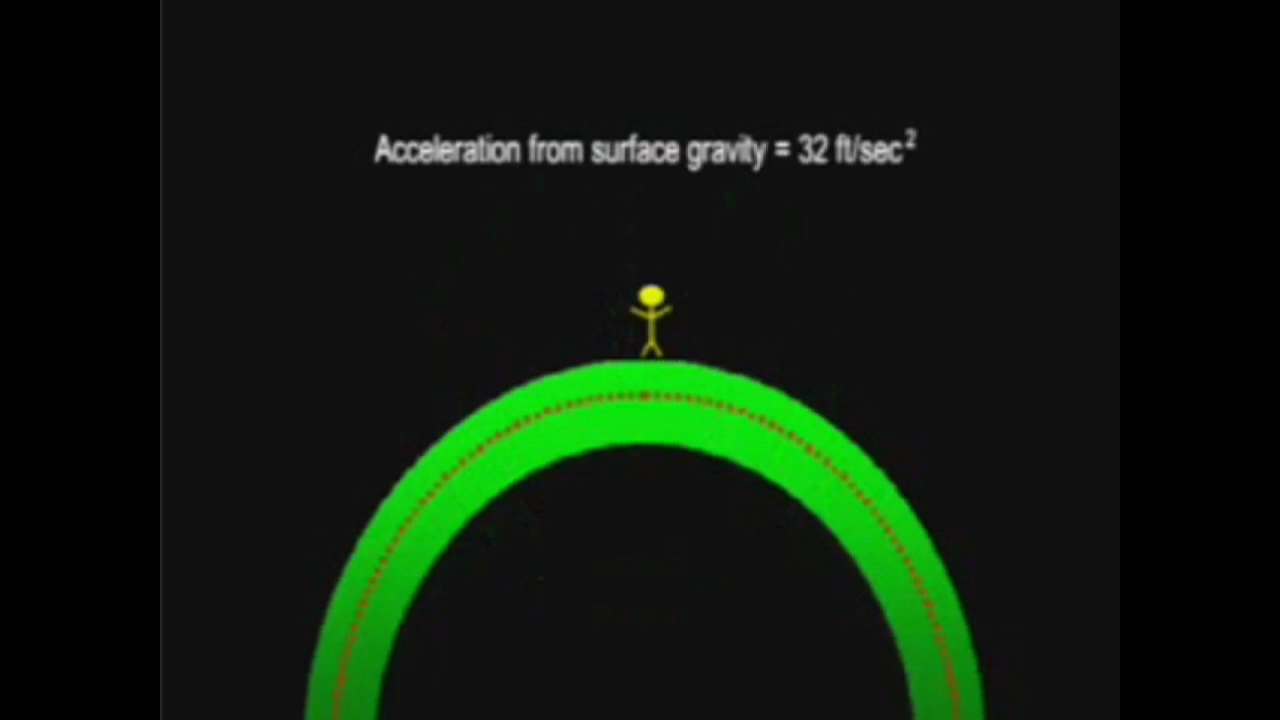 Acceleration from surface gravity = 32 ft/sec²